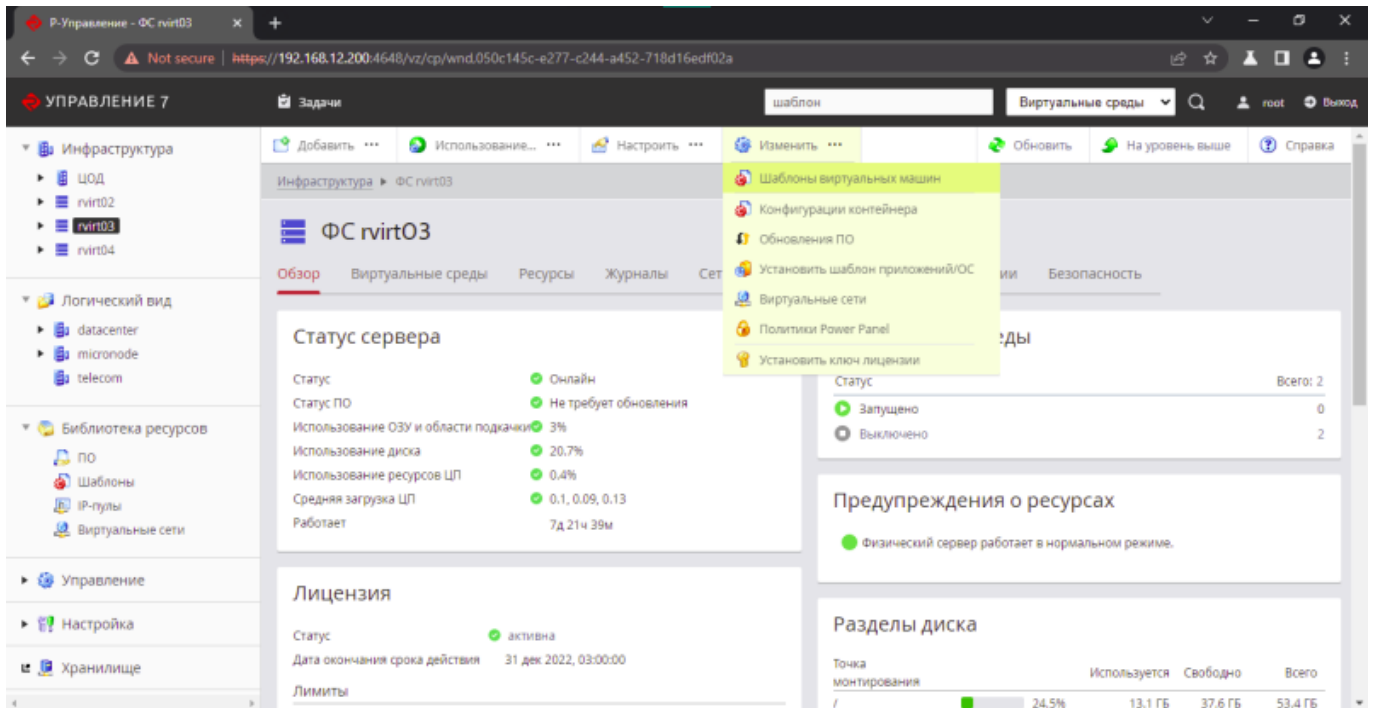 Р-Управление - ФС rvirt03
Not secure | https://192.168.12.200:4648/vz/cp/wnd.050c145c-e277-c244-a452-718d16edf02a
УПРАВЛЕНИЕ 7
Задачи
шаблон
Виртуальные среды
root
Выход
Инфраструктура
ЦОД
rvirt02
rvirt03
rvirt04
Логический вид
datacenter
micronode
telecom
Библиотека ресурсов
ПО
Шаблоны
IP-пулы
Виртуальные сети
Управление
Настройка
Хранилище
Добавить ···
Использование... ···
Настроить ···
Изменить ···
Обновить
На уровень выше
Справка
Инфраструктура ▸ ФС rvirt03
Шаблоны виртуальных машин
Конфигурации контейнера
Обновления ПО
Установить шаблон приложений/ОС
Виртуальные сети
Политики Power Panel
Установить ключ лицензии
ФС rvirt03
Обзор Виртуальные среды Ресурсы Журналы Сет ии Безопасность
Статус сервера
Статус Онлайн
Статус ПО Не требует обновления
Использование ОЗУ и области подкачки 3%
Использование диска 20.7%
Использование ресурсов ЦП 0.4%
Средняя загрузка ЦП 0.1, 0.09, 0.13
Работает 7д 21ч 39м
Лицензия
Статус активна
Дата окончания срока действия 31 дек 2022, 03:00:00
Лимиты
еды
Статус Всего: 2
Запущено 0
Выключено 2
Предупреждения о ресурсах
Физический сервер работает в нормальном режиме.
Разделы диска
Точка
монтирования Используется Свободно Всего
/ 24.5% 13.1 ГБ 37.6 ГБ 53.4 ГБ